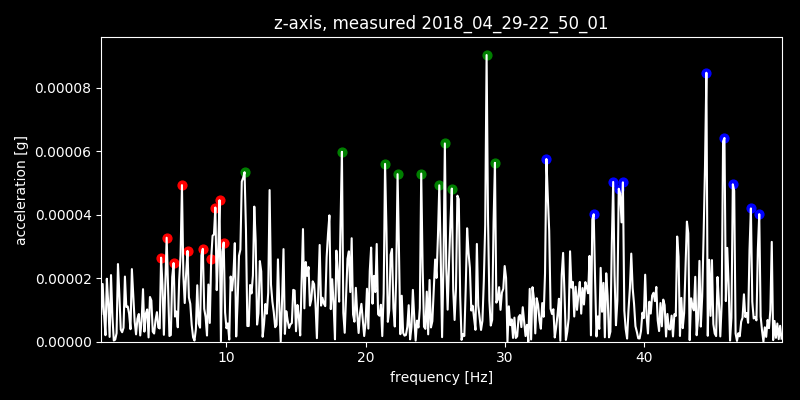 z-axis, measured 2018_04_29-22_50_01
acceleration [g]
0.00008
0.00006
0.00004
0.00002
0.00000
10 20 30 40
frequency [Hz]